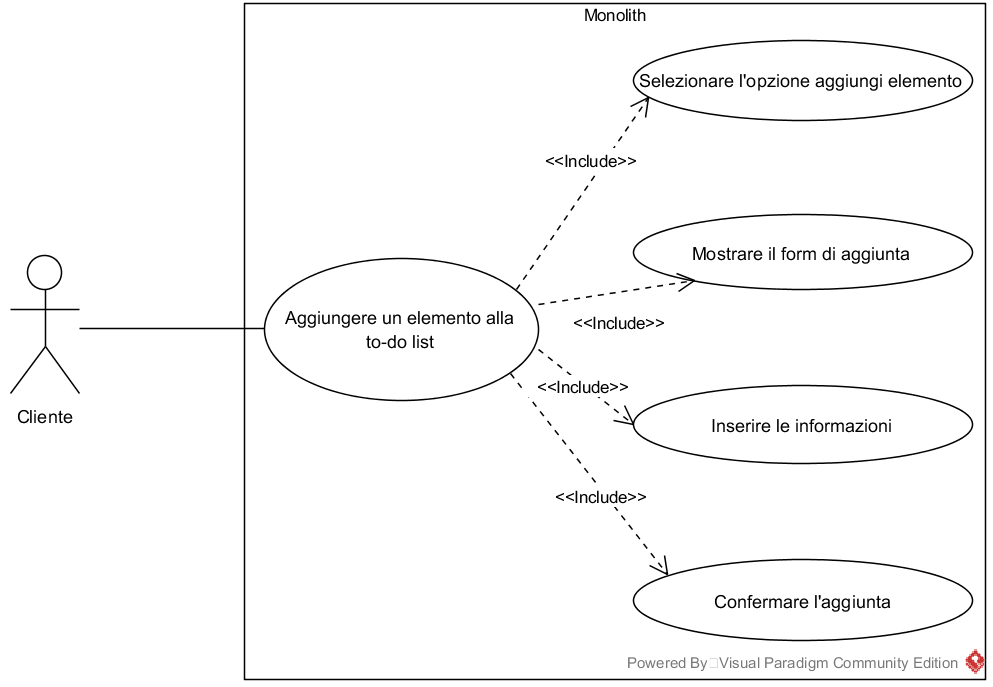 Monolith
Selezionare l'opzione aggiungi elemento
<<Include>>
Mostrare il form di aggiunta
Aggiungere un elemento alla
to-do list
<<Include>>
<<Include>>
Cliente
Inserire le informazioni
<<Include>>
Confermare l'aggiunta
Powered By Visual Paradigm Community Edition